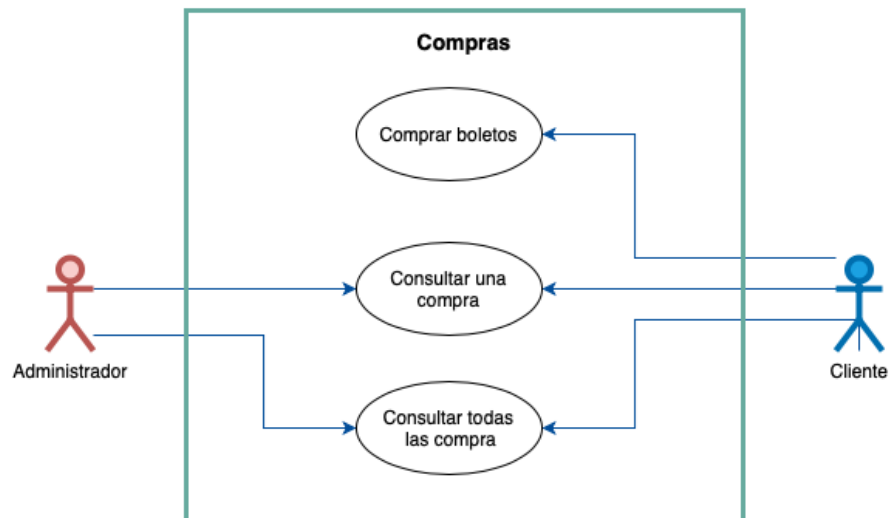 Compras
Comprar boletos
Consultar una
compra
Administrador
Cliente
Consultar todas
las compra